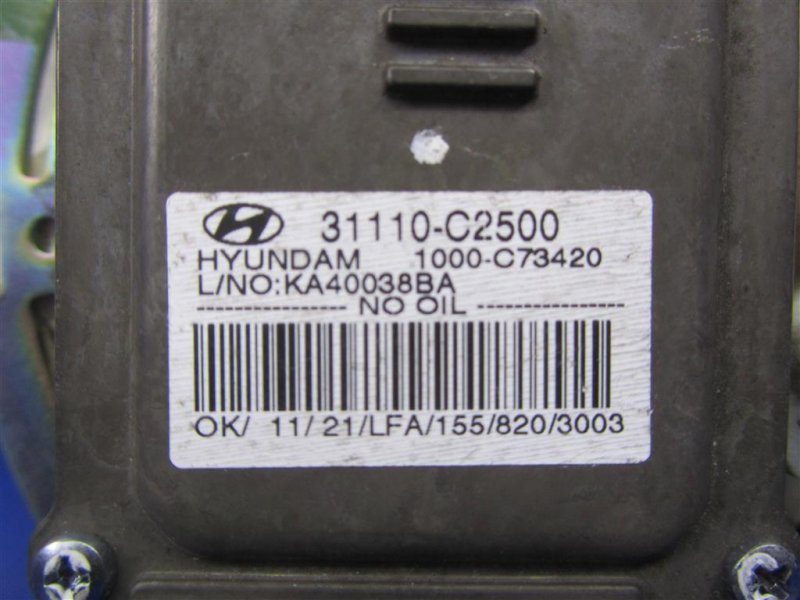 31110-C2500
HYUNDAM 1000-C73420
L/NO:KA40038BA
---------- NO OIL ----------------
OK/ 11/ 21/LFA/155/820/3003